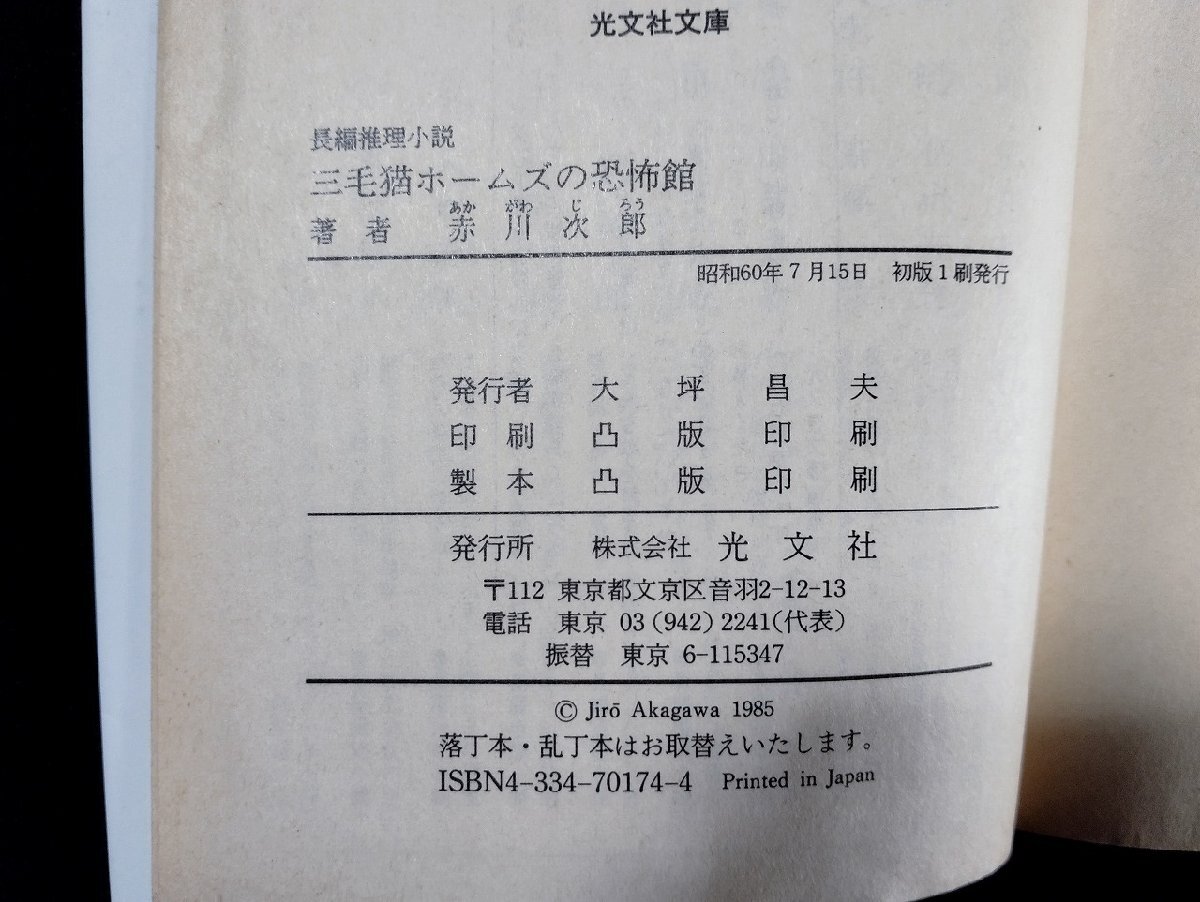 光文社文庫
長編推理小説
三毛猫ホームズの恐怖館
著者 赤川次郎
あか がわ じ ろう
昭和60年7月15日 初版1刷発行
発行者 大坪昌夫
印刷 凸版印刷
製本 凸版印刷
発行所 株式会社 光文社
〒112 東京都文京区音羽2-12-13
電話 東京 03(942)2241(代表)
振替 東京 6-115347
© Jirō Akagawa 1985
落丁本・乱丁本はお取替えいたします。
ISBN4-334-70174-4 Printed in Japan